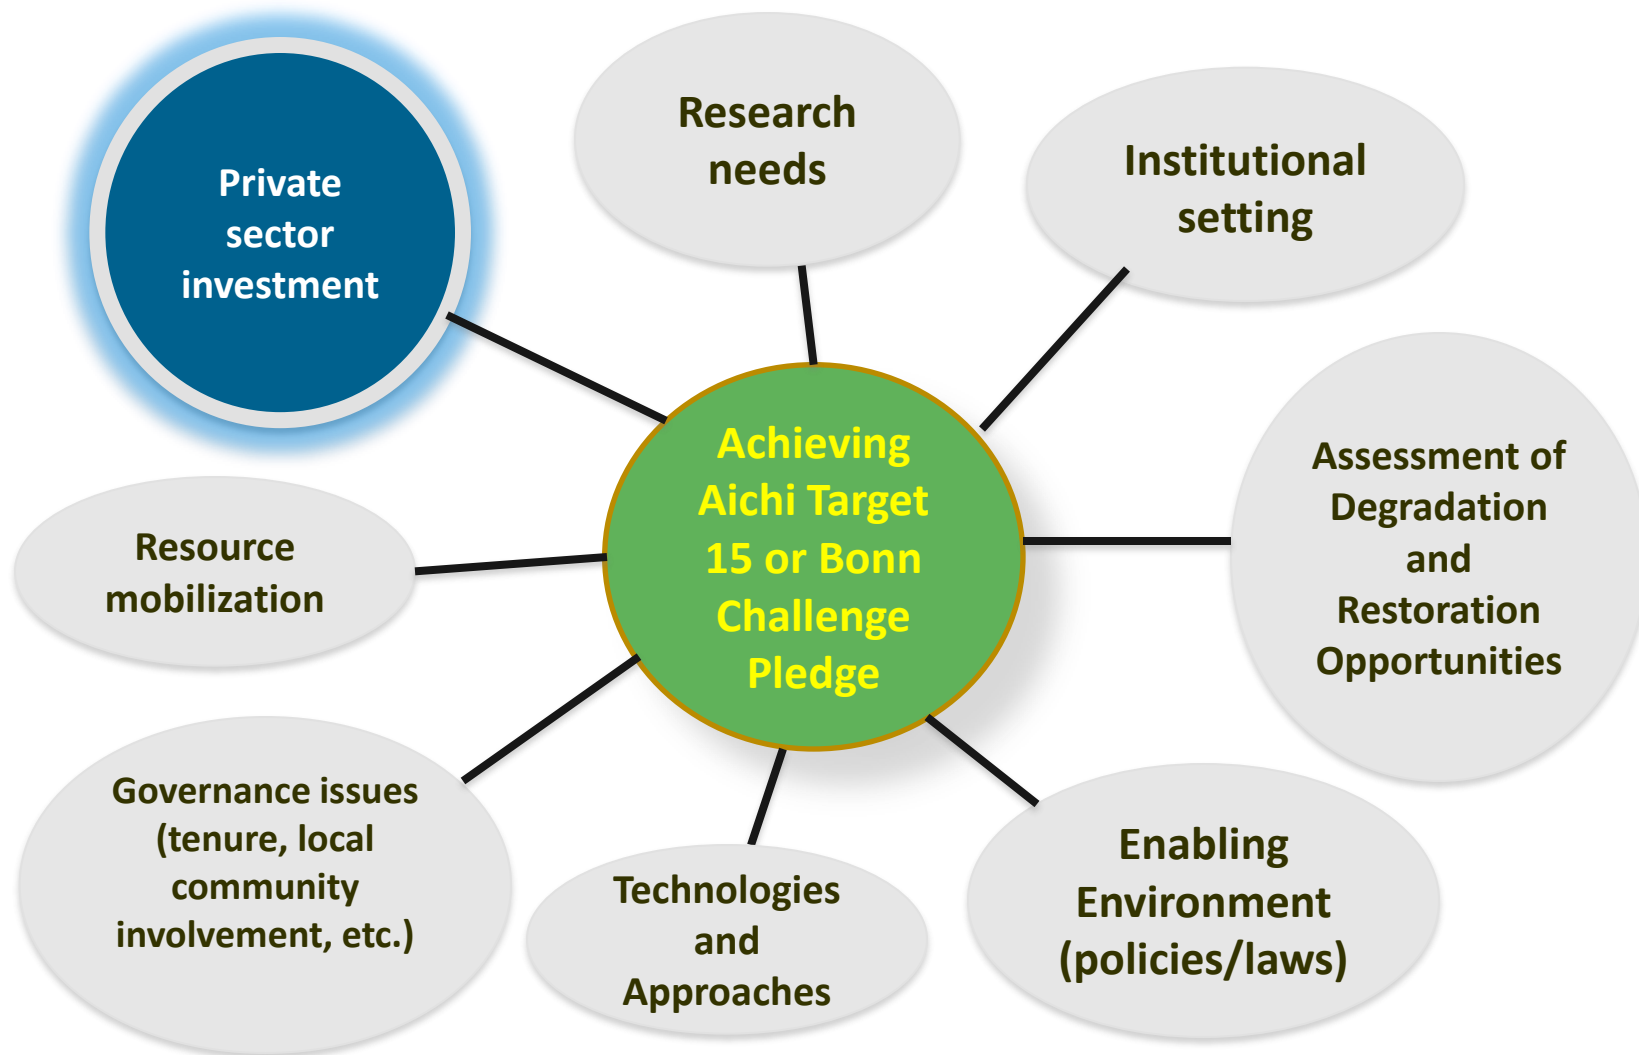 Private
sector
investment
Research
needs
Institutional
setting
Achieving
Aichi Target
15 or Bonn
Challenge
Pledge
Assessment of
Degradation
and
Restoration
Opportunities
Resource
mobilization
Governance issues
(tenure, local
community
involvement, etc.)
Technologies
and
Approaches
Enabling
Environment
(policies/laws)